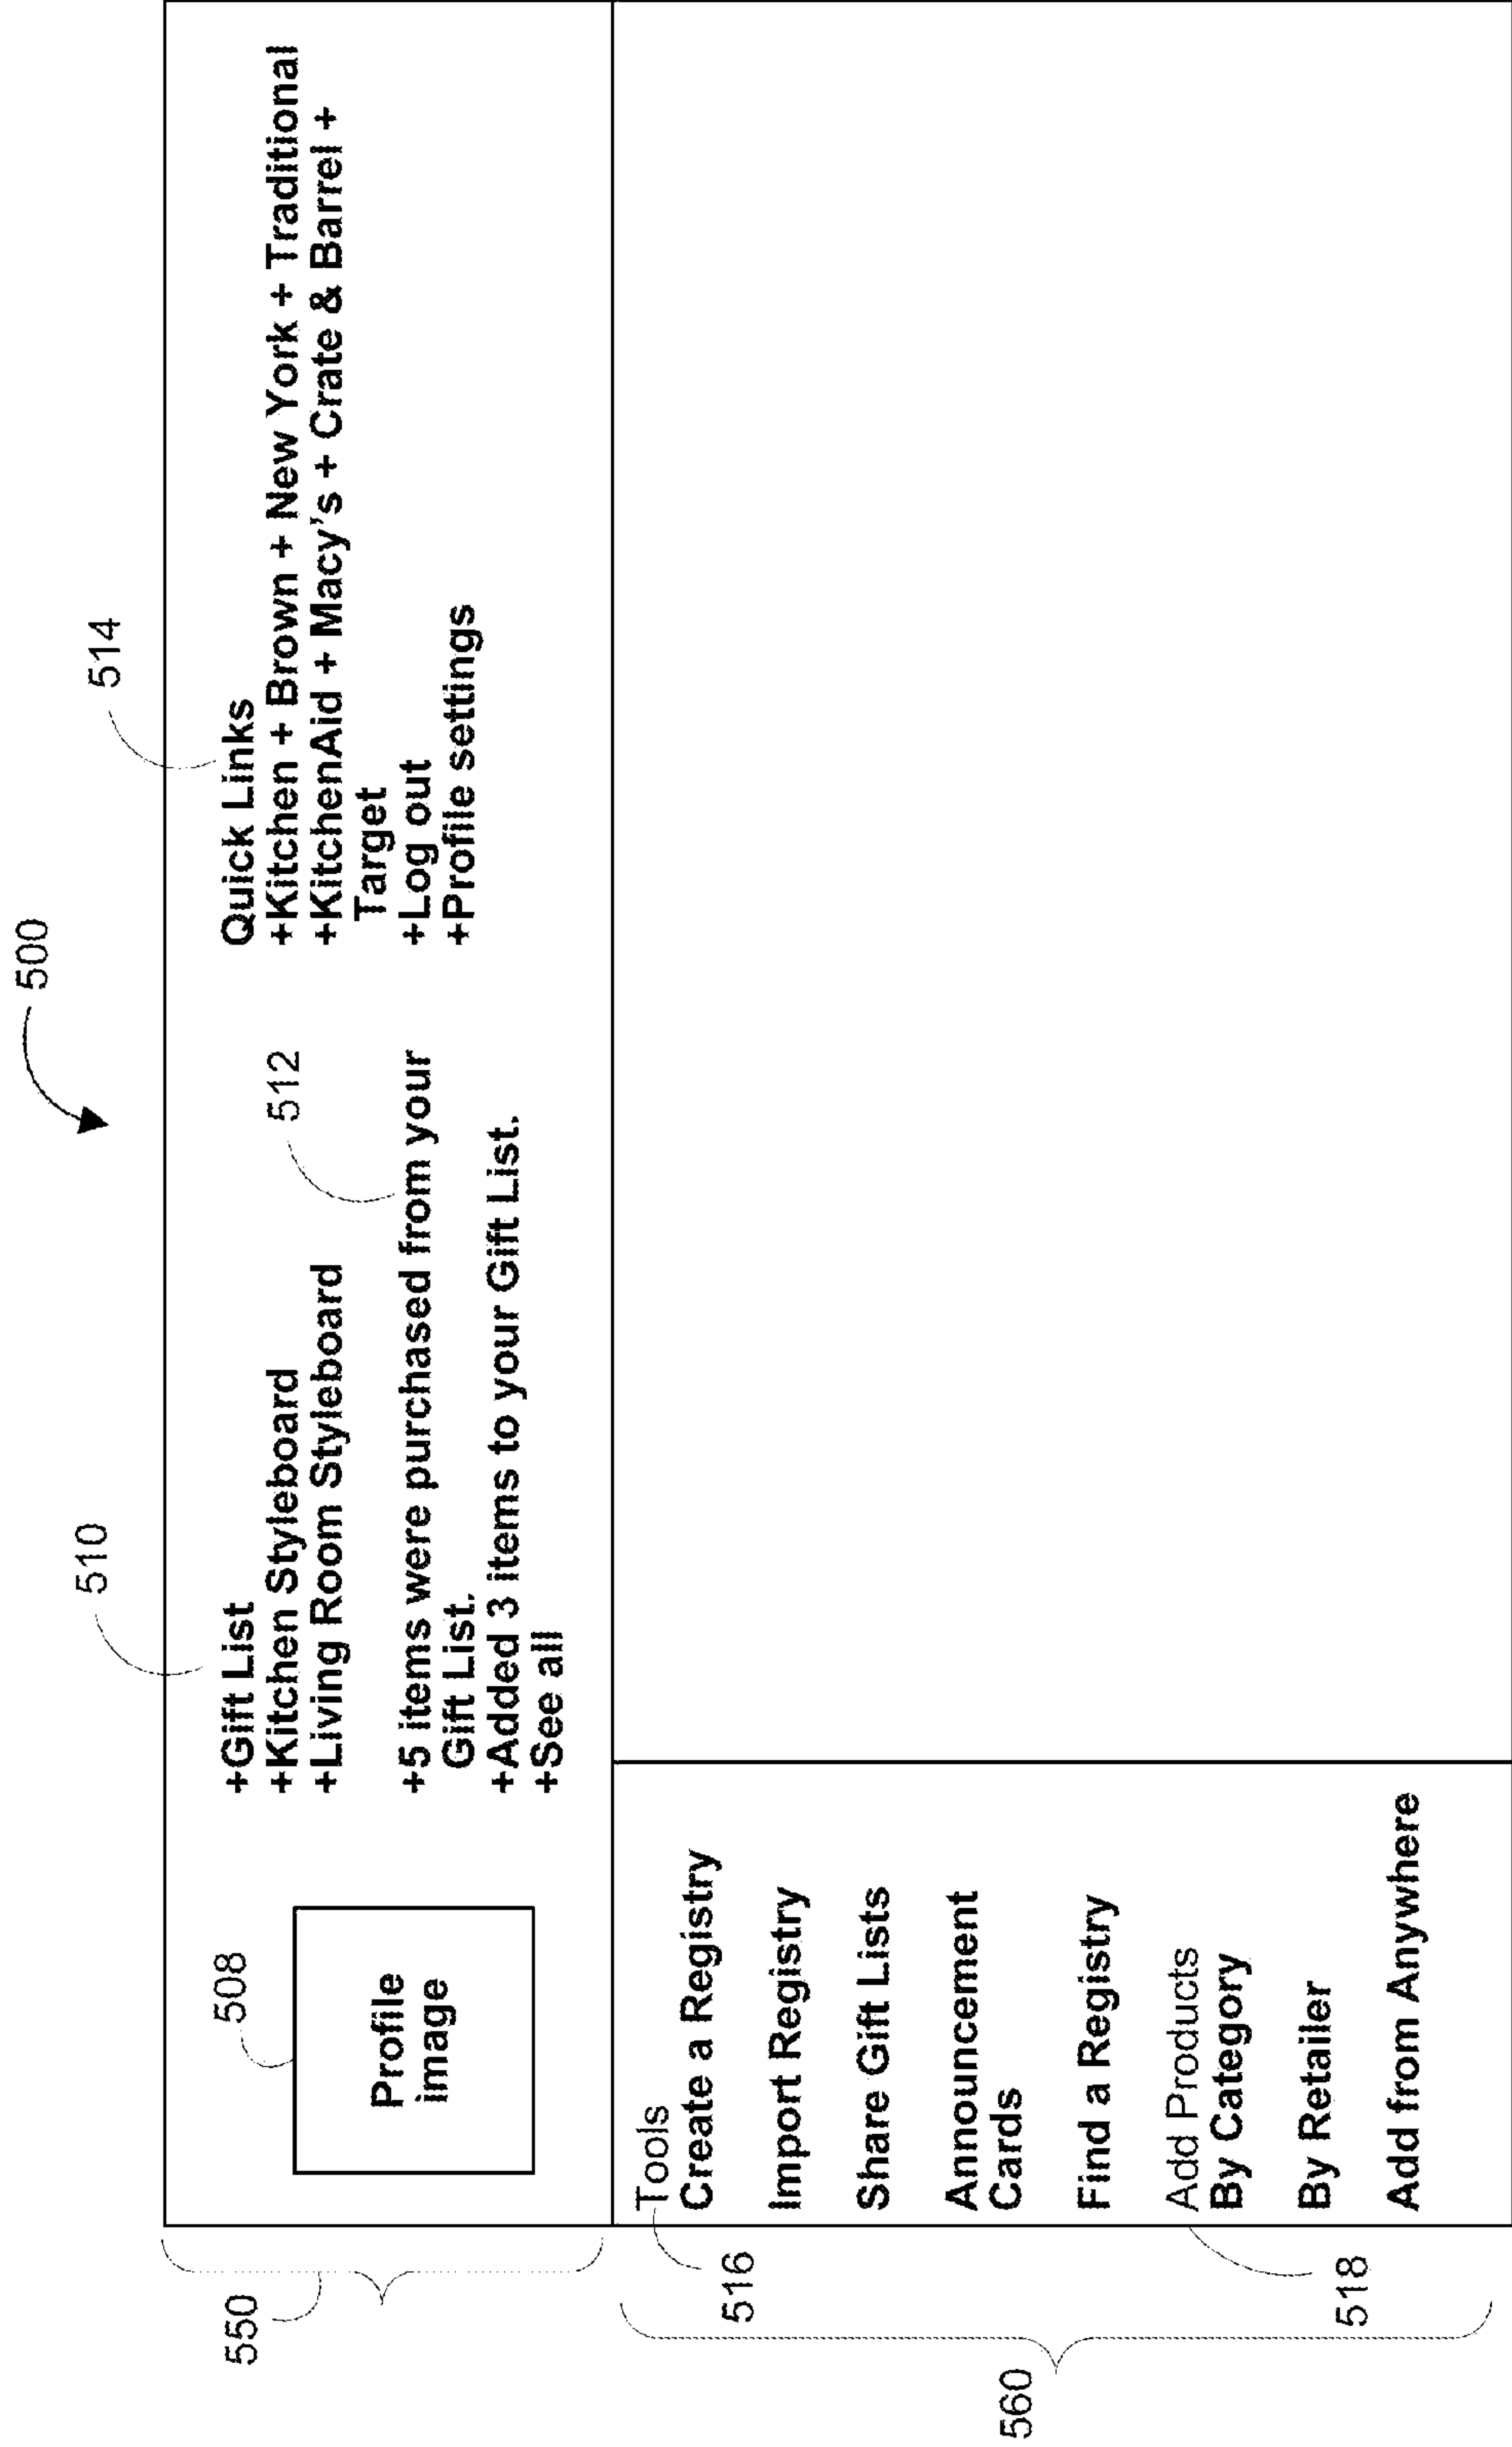 500
510
514
550
508
Profile
image
+Gift List
+Kitchen Styleboard
+Living Room Styleboard
512
+5 items were purchased from your
Gift List.
+Added 3 items to your Gift List.
+See all
Quick Links
+Kitchen + Brown + New York + Traditional
+KitchenAid + Macy's + Crate & Barrel +
Target
+Log out
+Profile settings
560
516
Tools
Create a Registry
Import Registry
Share Gift Lists
Announcement
Cards
Find a Registry
518
Add Products
By Category
By Retailer
Add from Anywhere